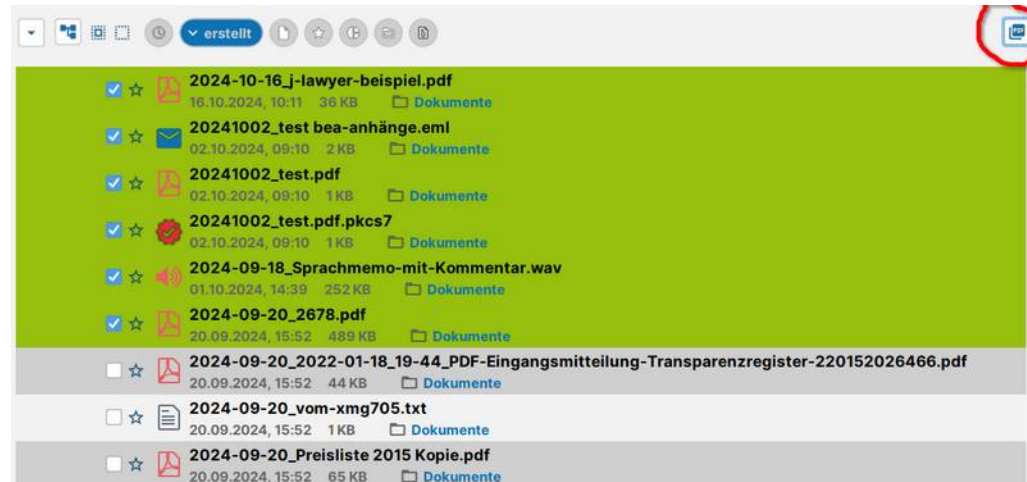 erstellt
PDF
2024-10-16_j-lawyer-beispiel.pdf
16.10.2024, 10:11 36 KB Dokumente
20241002_test bea-anhänge.eml
02.10.2024, 09:10 2 KB Dokumente
20241002_test.pdf
02.10.2024, 09:10 1 KB Dokumente
20241002_test.pdf.pkcs7
02.10.2024, 09:10 1 KB Dokumente
2024-09-18_Sprachmemo-mit-Kommentar.wav
01.10.2024, 14:39 252 KB Dokumente
2024-09-20_2678.pdf
20.09.2024, 15:52 489 KB Dokumente
2024-09-20_2022-01-18_19-44_PDF-Eingangsmitteilung-Transparenzregister-220152026466.pdf
20.09.2024, 15:52 44 KB Dokumente
2024-09-20_vom-xmg705.txt
20.09.2024, 15:52 1 KB Dokumente
2024-09-20_Preisliste 2015 Kopie.pdf
20.09.2024, 15:52 65 KB Dokumente